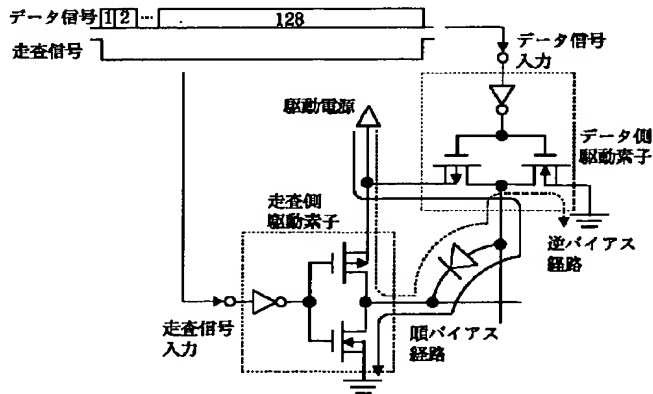 データ信号 1 2 … 128
走査信号
データ信号
入力
駆動電源
データ側
駆動素子
走査側
駆動素子
逆バイアス
経路
走査信号
入力
順バイアス
経路